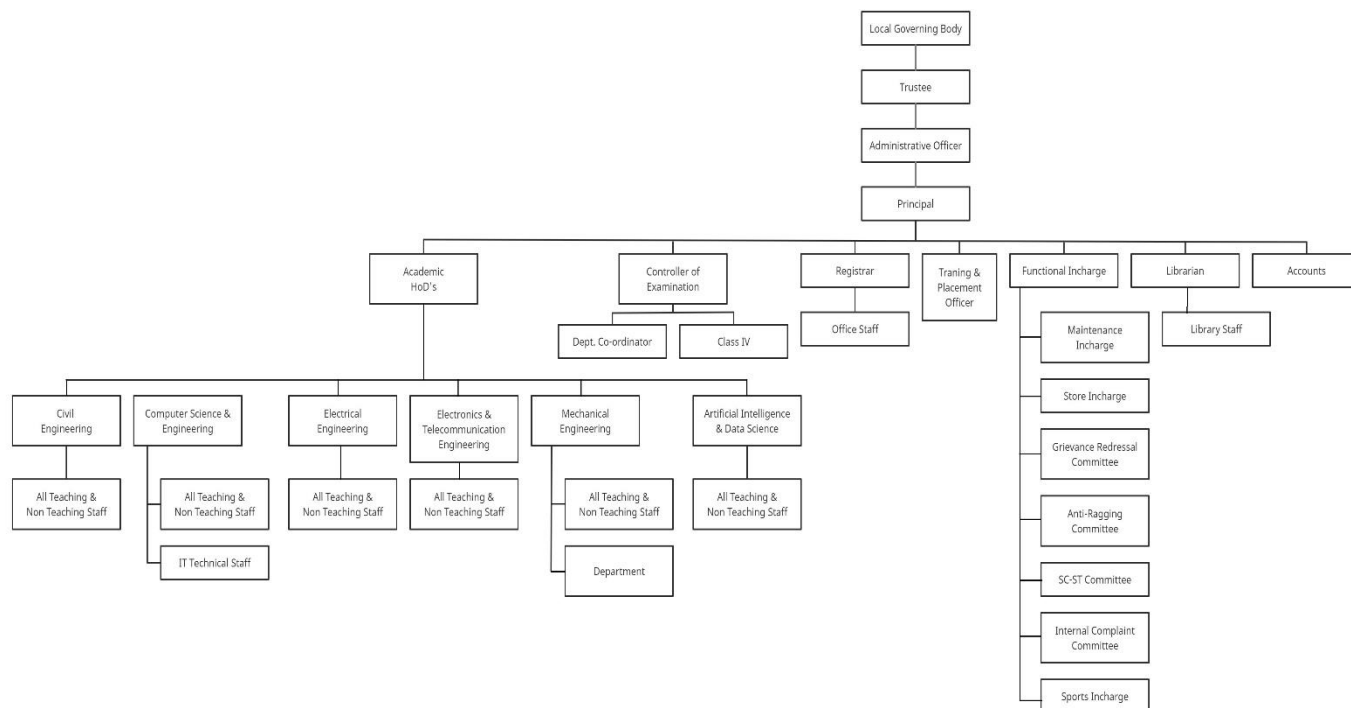 Local Governing Body
Trustee
Administrative Officer
Principal
Academic
HoD's
Controller of
Examination
Registrar
Traning &
Placement
Officer
Functional Incharge
Librarian
Accounts
Dept. Co-ordinator
Class IV
Office Staff
Library Staff
Maintenance
Incharge
Store Incharge
Grievance Redressal
Committee
Anti-Ragging
Committee
SC-ST Committee
Internal Complaint
Committee
Sports Incharge
Civil
Engineering
Computer Science &
Engineering
Electrical
Engineering
Electronics &
Telecommunication
Engineering
Mechanical
Engineering
Artificial Intelligence
& Data Science
All Teaching &
Non Teaching Staff
All Teaching &
Non Teaching Staff
All Teaching &
Non Teaching Staff
All Teaching &
Non Teaching Staff
All Teaching &
Non Teaching Staff
All Teaching &
Non Teaching Staff
IT Technical Staff
Department